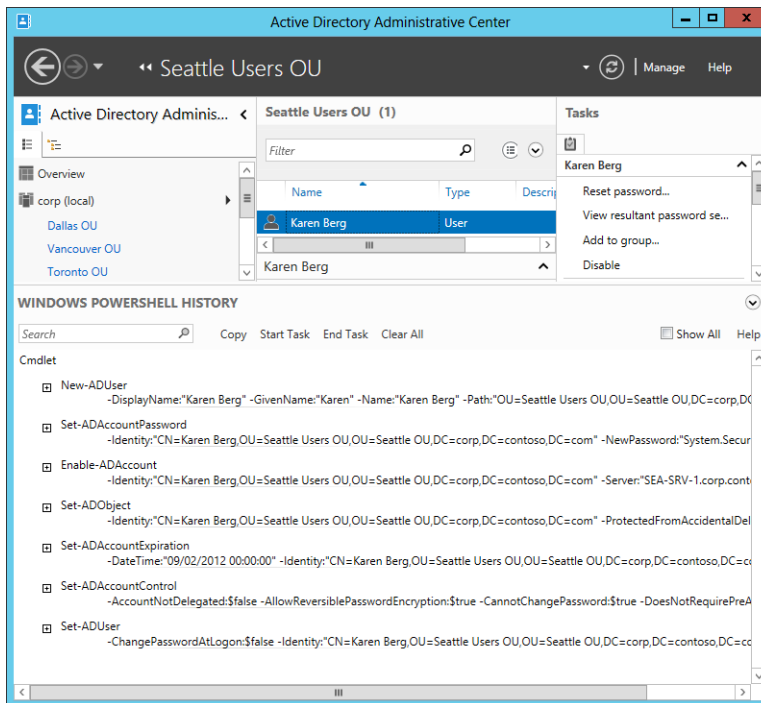 Active Directory Administrative Center
Seattle Users OU
Manage Help
Active Directory Adminis...
Seattle Users OU (1)
Tasks
Filter
Karen Berg
Overview
Name Type Descrip
Reset password...
corp (local)
View resultant password se...
Dallas OU
Karen Berg User
Add to group...
Vancouver OU
Disable
Toronto OU
Karen Berg
WINDOWS POWERSHELL HISTORY
Search Copy Start Task End Task Clear All Show All Help
Cmdlet
New-ADUser
-DisplayName:"Karen Berg" -GivenName:"Karen" -Name:"Karen Berg" -Path:"OU=Seattle Users OU,OU=Seattle OU,DC=corp,DC
Set-ADAccountPassword
-Identity:"CN=Karen Berg,OU=Seattle Users OU,OU=Seattle OU,DC=corp,DC=contoso,DC=com" -NewPassword:"System.Secur
Enable-ADAccount
-Identity:"CN=Karen Berg,OU=Seattle Users OU,OU=Seattle OU,DC=corp,DC=contoso,DC=com" -Server:"SEA-SRV-1.corp.cont
Set-ADObject
-Identity:"CN=Karen Berg,OU=Seattle Users OU,OU=Seattle OU,DC=corp,DC=contoso,DC=com" -ProtectedFromAccidentalDel
Set-ADAccountExpiration
-DateTime:"09/02/2012 00:00:00" -Identity:"CN=Karen Berg,OU=Seattle Users OU,OU=Seattle OU,DC=corp,DC=contoso,DC=cc
Set-ADAccountControl
-AccountNotDelegated:$false -AllowReversiblePasswordEncryption:$true -CannotChangePassword:$true -DoesNotRequirePreA
Set-ADUser
-ChangePasswordAtLogon:$false -Identity:"CN=Karen Berg,OU=Seattle Users OU,OU=Seattle OU,DC=corp,DC=contoso,DC=cc